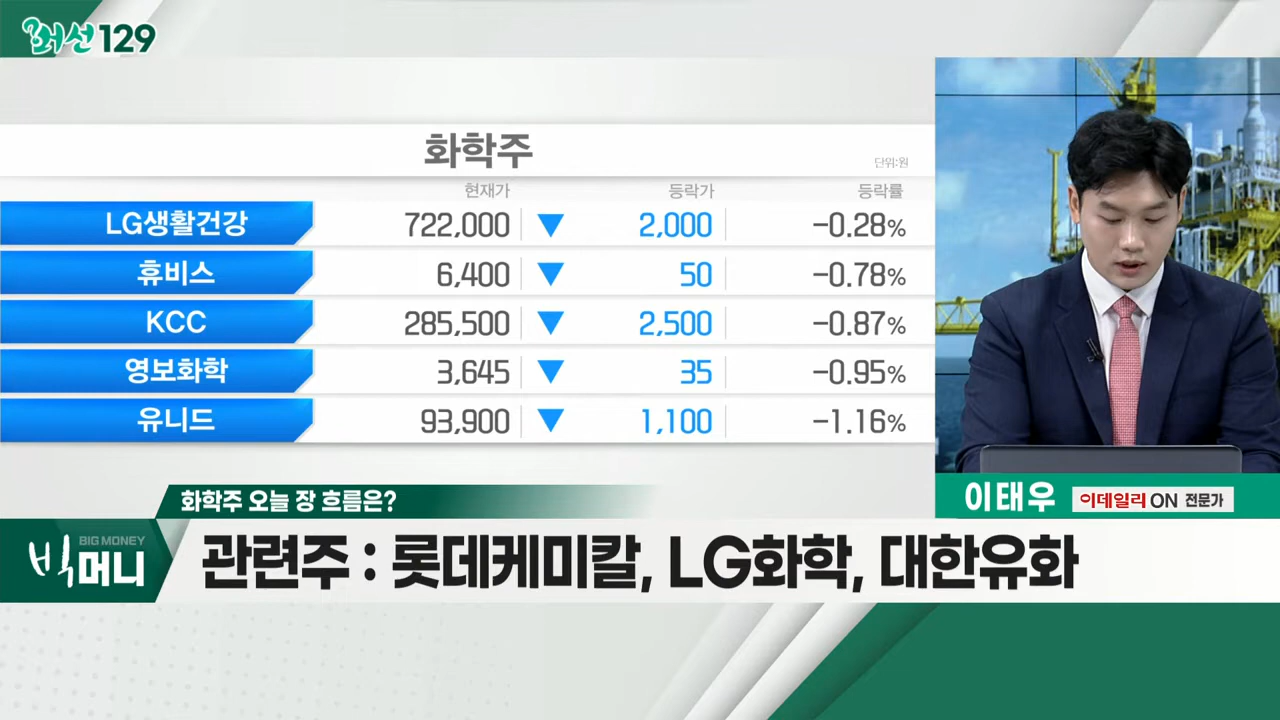 머선129
화학주
단위:원
현재가 등락가 등락률
LG생활건강 722,000 ▼ 2,000 -0.28%
휴비스 6,400 ▼ 50 -0.78%
KCC 285,500 ▼ 2,500 -0.87%
영보화학 3,645 ▼ 35 -0.95%
유니드 93,900 ▼ 1,100 -1.16%
이태우 이데일리ON 전문가
화학주 오늘 장 흐름은?
BIG MONEY
빅머니
관련주 : 롯데케미칼, LG화학, 대한유화